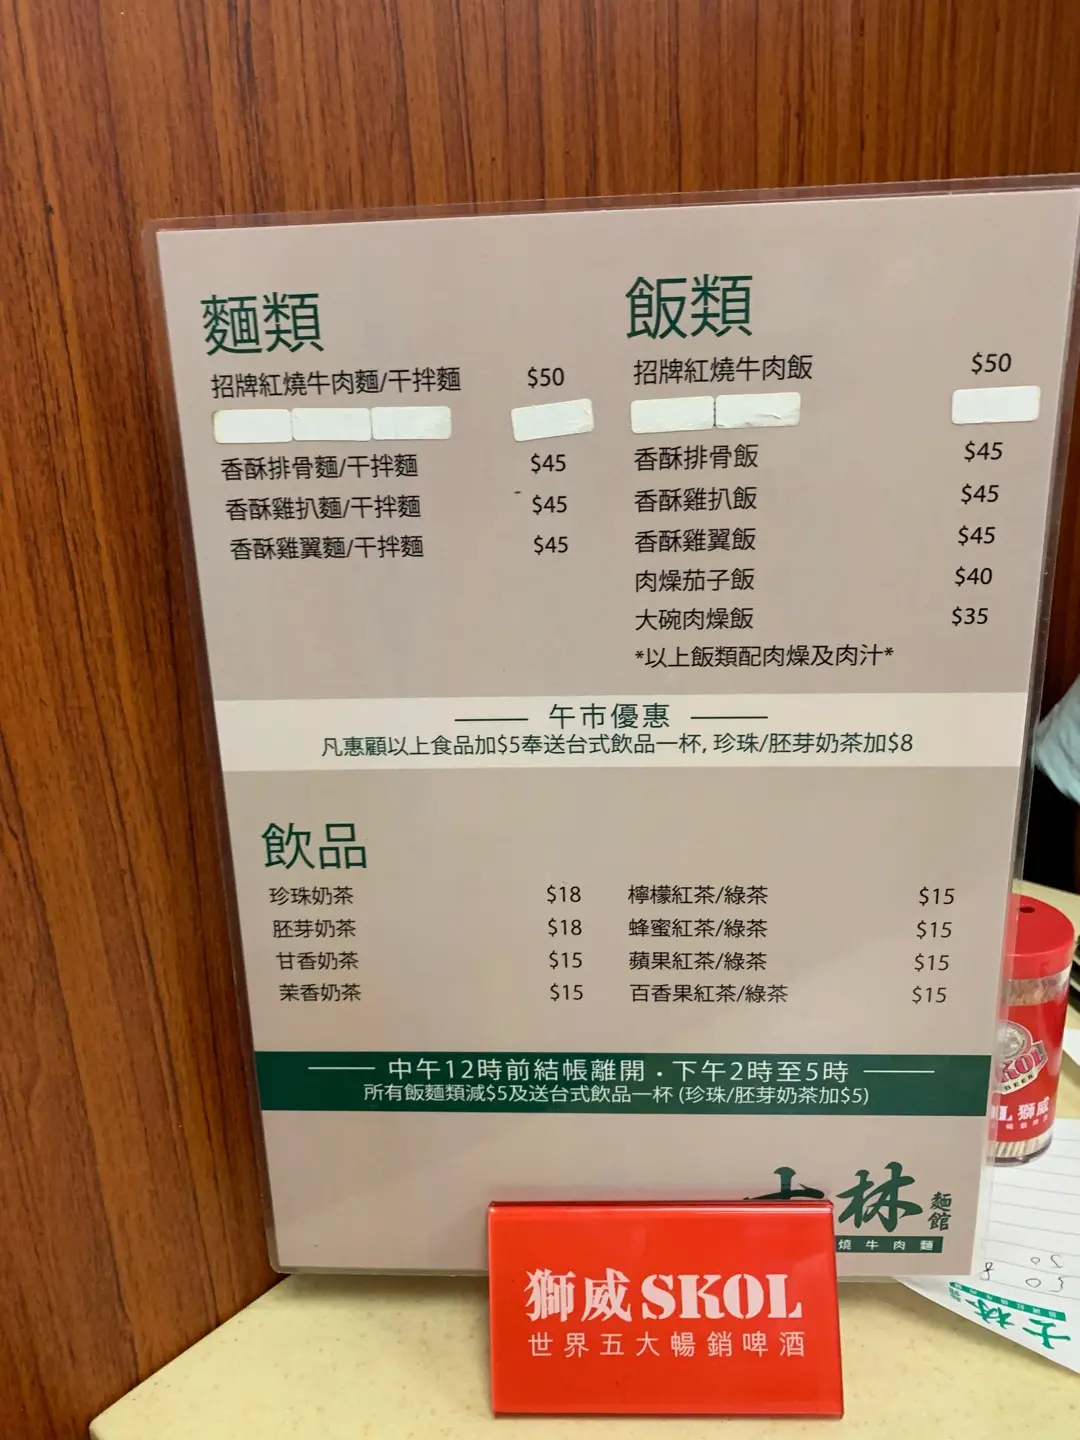 麵類
招牌紅燒牛肉麵/干拌麵 $50
香酥排骨麵/干拌麵 $45
香酥雞扒麵/干拌麵 $45
香酥雞翼麵/干拌麵 $45
飯類
招牌紅燒牛肉飯 $50
香酥排骨飯 $45
香酥雞扒飯 $45
香酥雞翼飯 $45
肉燥茄子飯 $40
大碗肉燥飯 $35
*以上飯類配肉燥及肉汁*
午市優惠
凡惠顧以上食品加$5奉送台式飲品一杯, 珍珠/胚芽奶茶加$8
飲品
珍珠奶茶 $18
胚芽奶茶 $18
甘香奶茶 $15
茉香奶茶 $15
檸檬紅茶/綠茶 $15
蜂蜜紅茶/綠茶 $15
蘋果紅茶/綠茶 $15
百香果紅茶/綠茶 $15
中午12時前結帳離開 · 下午2時至5時
所有飯麵類減$5及送台式飲品一杯 (珍珠/胚芽奶茶加$5)
士林 麵館
燒牛肉麵
獅威 SKOL
世界五大暢銷啤酒
KOL
BEER
L 獅威
士林